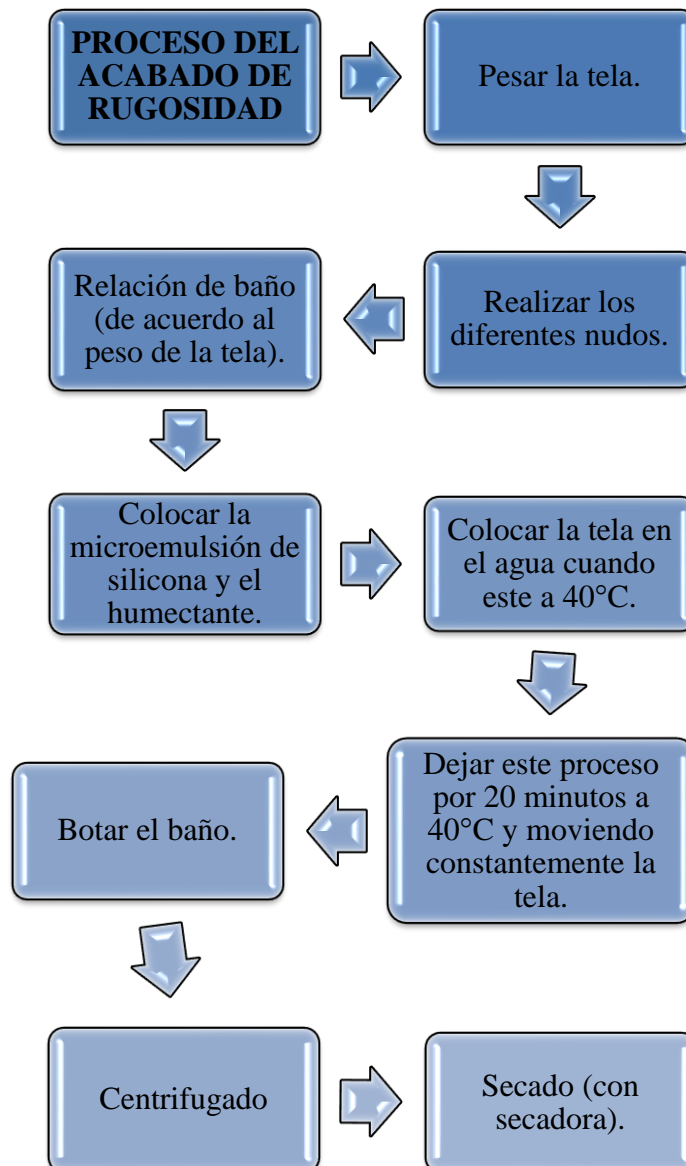 PROCESO DEL
ACABADO DE
RUGOSIDAD
Pesar la tela.
Realizar los
diferentes nudos.
Relación de baño
(de acuerdo al
peso de la tela).
Colocar la
microemulsión de
silicona y el
humectante.
Colocar la tela en
el agua cuando
este a 40°C.
Dejar este proceso
por 20 minutos a
40°C y moviendo
constantemente la
tela.
Botar el baño.
Centrifugado
Secado (con
secadora).